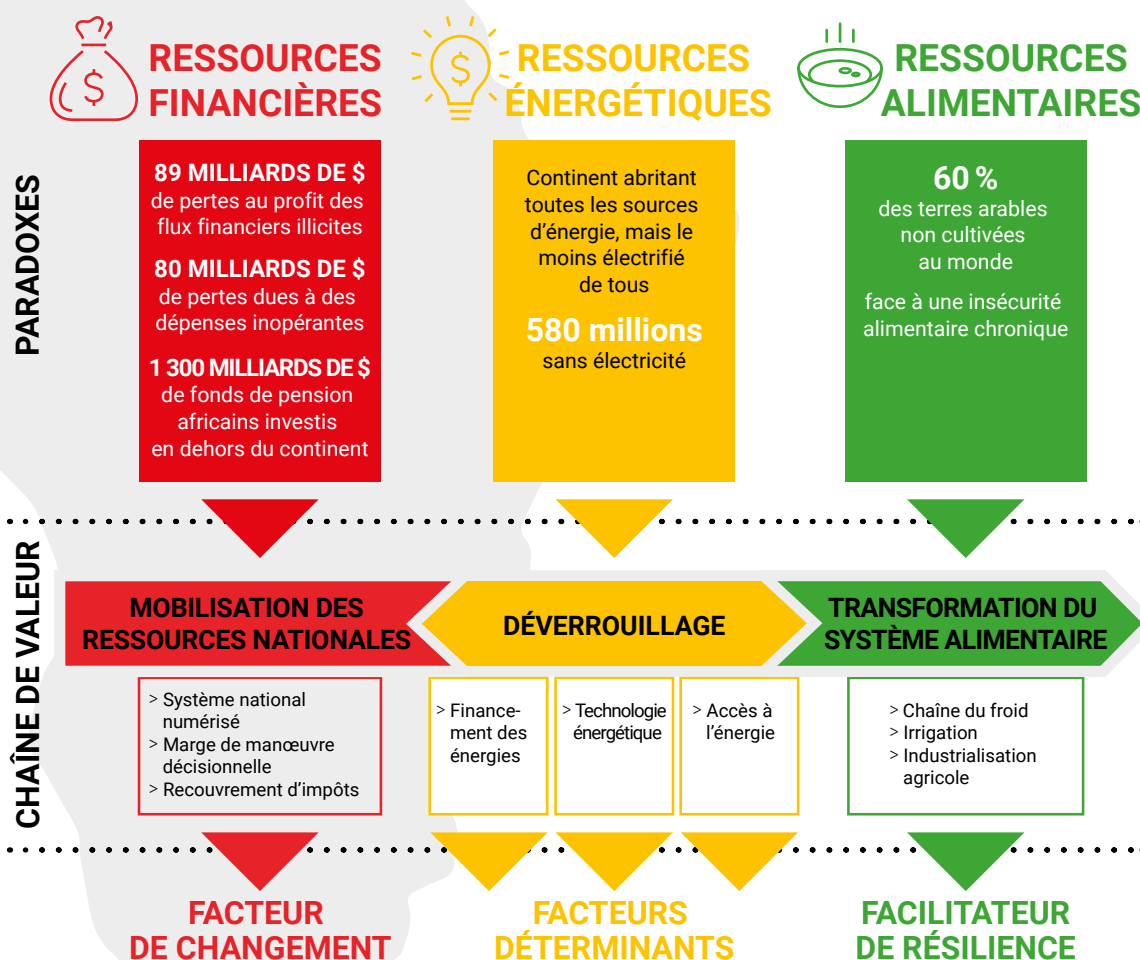 RESSOURCES
FINANCIÈRES
$
RESSOURCES
ÉNERGÉTIQUES
$
RESSOURCES
ALIMENTAIRES
PARADOXES
89 MILLIARDS DE $
de pertes au profit des
flux financiers illicites
80 MILLIARDS DE $
de pertes dues à des
dépenses inopérantes
1 300 MILLIARDS DE $
de fonds de pension
africains investis
en dehors du continent
Continent abritant
toutes les sources
d'énergie, mais le
moins électrifié
de tous
580 millions
sans électricité
60 %
des terres arables
non cultivées
au monde
face à une insécurité
alimentaire chronique
CHAÎNE DE VALEUR
MOBILISATION DES
RESSOURCES NATIONALES
DÉVERROUILLAGE
TRANSFORMATION DU
SYSTÈME ALIMENTAIRE
> Système national
numérisé
> Marge de manœuvre
décisionnelle
> Recouvrement d'impôts
> Finance-
ment des
énergies
> Technologie
énergétique
> Accès à
l'énergie
> Chaîne du froid
> Irrigation
> Industrialisation
agricole
FACTEUR
DE CHANGEMENT
FACTEURS
DÉTERMINANTS
FACILITATEUR
DE RÉSILIENCE